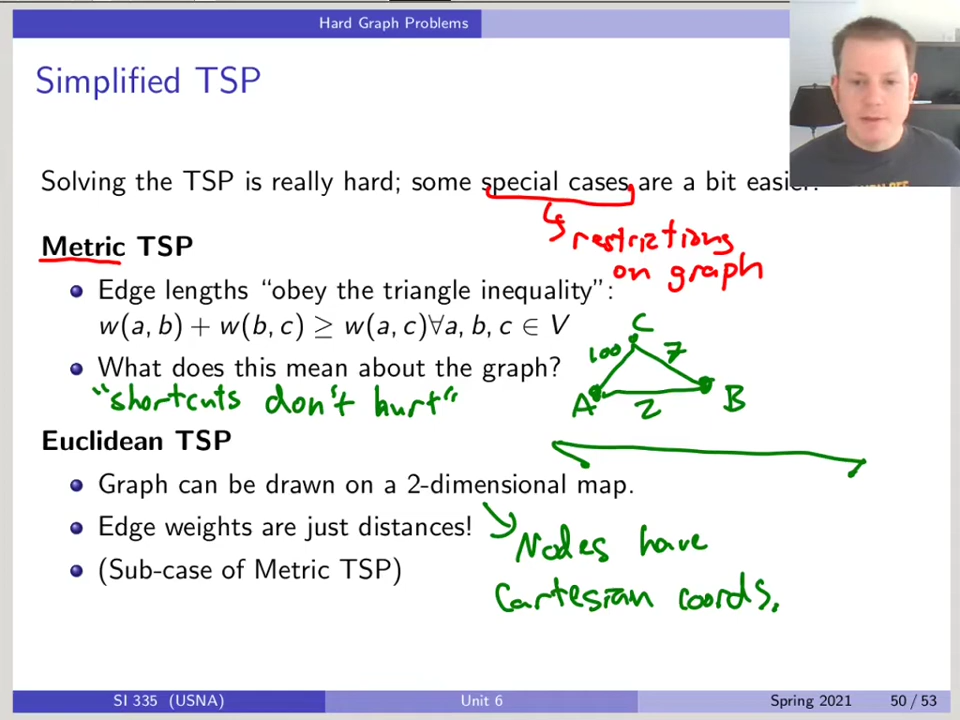 Hard Graph Problems
Simplified TSP
Solving the TSP is really hard; some special cases are a bit easier.
restrictions
on graph
Metric TSP
Edge lengths “obey the triangle inequality”:
w(a, b) + w(b, c) ≥ w(a, c)∀a, b, c ∈ V
What does this mean about the graph?
"shortcuts don't hurt"
C
100 7
A 2 B
Euclidean TSP
Graph can be drawn on a 2-dimensional map.
Edge weights are just distances!
(Sub-case of Metric TSP)
Nodes have
Cartesian coords.
SI 335 (USNA) Unit 6 Spring 2021 50 / 53